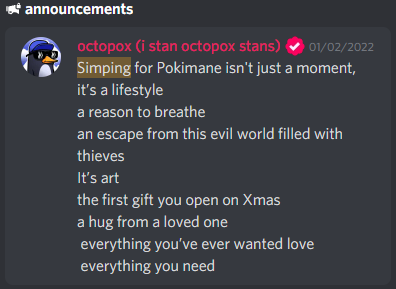 announcements
octopox (i stan octopox stans) 01/02/2022
Simping for Pokimane isn't just a moment,
it's a lifestyle
a reason to breathe
an escape from this evil world filled with
thieves
It's art
the first gift you open on Xmas
a hug from a loved one
everything you've ever wanted love
everything you need